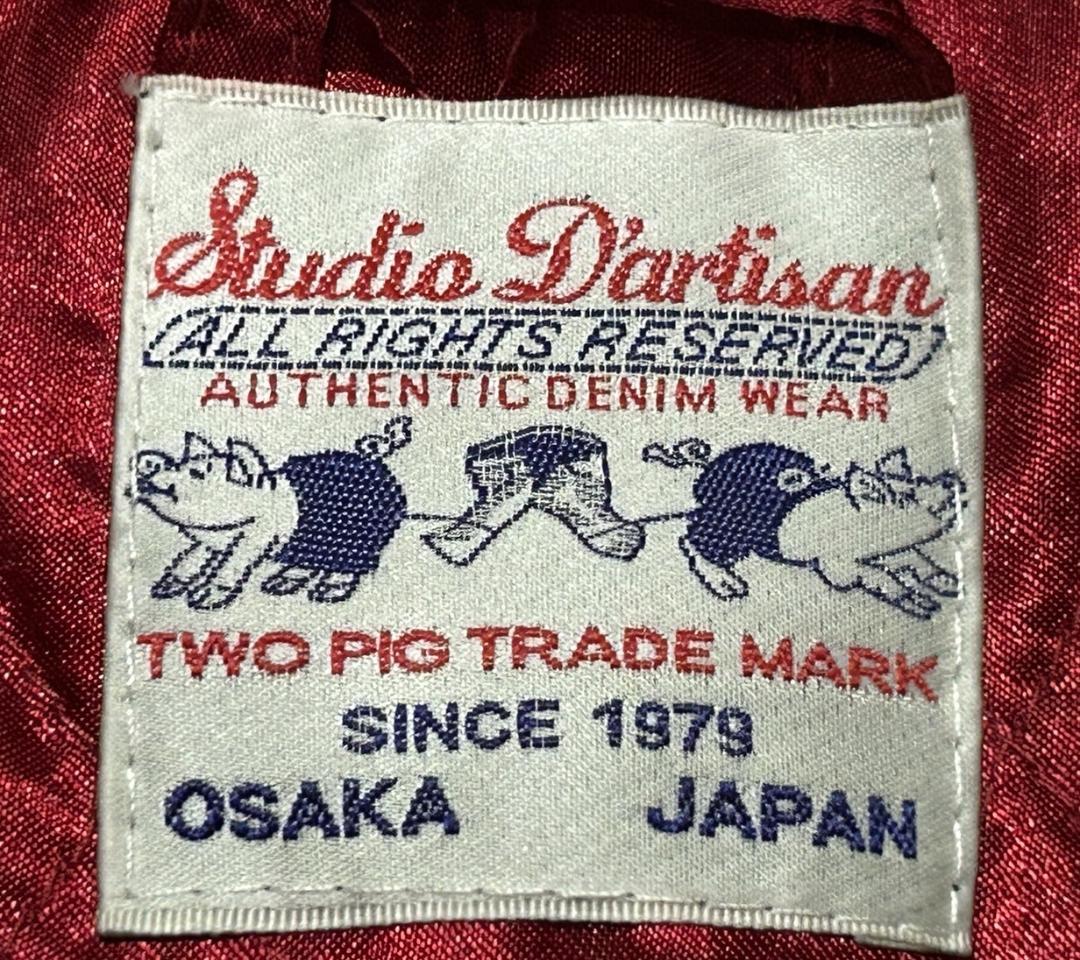 Studio D'artisan
ALL RIGHTS RESERVED
AUTHENTIC DENIM WEAR
TWO PIG TRADE MARK
SINCE 1979
OSAKA JAPAN